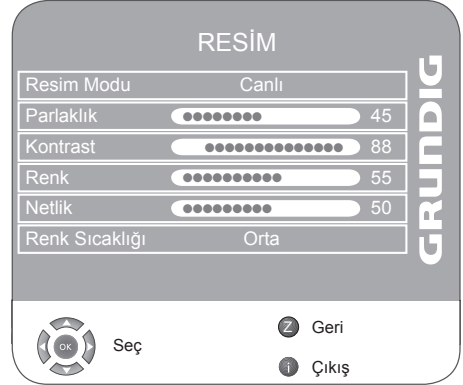 RESİM
Resim Modu Canlı
Parlaklık 45
Kontrast 88
Renk 55
Netlik 50
Renk Sıcaklığı Orta
GRUNDIG
OK Seç
Z Geri
i Çıkış